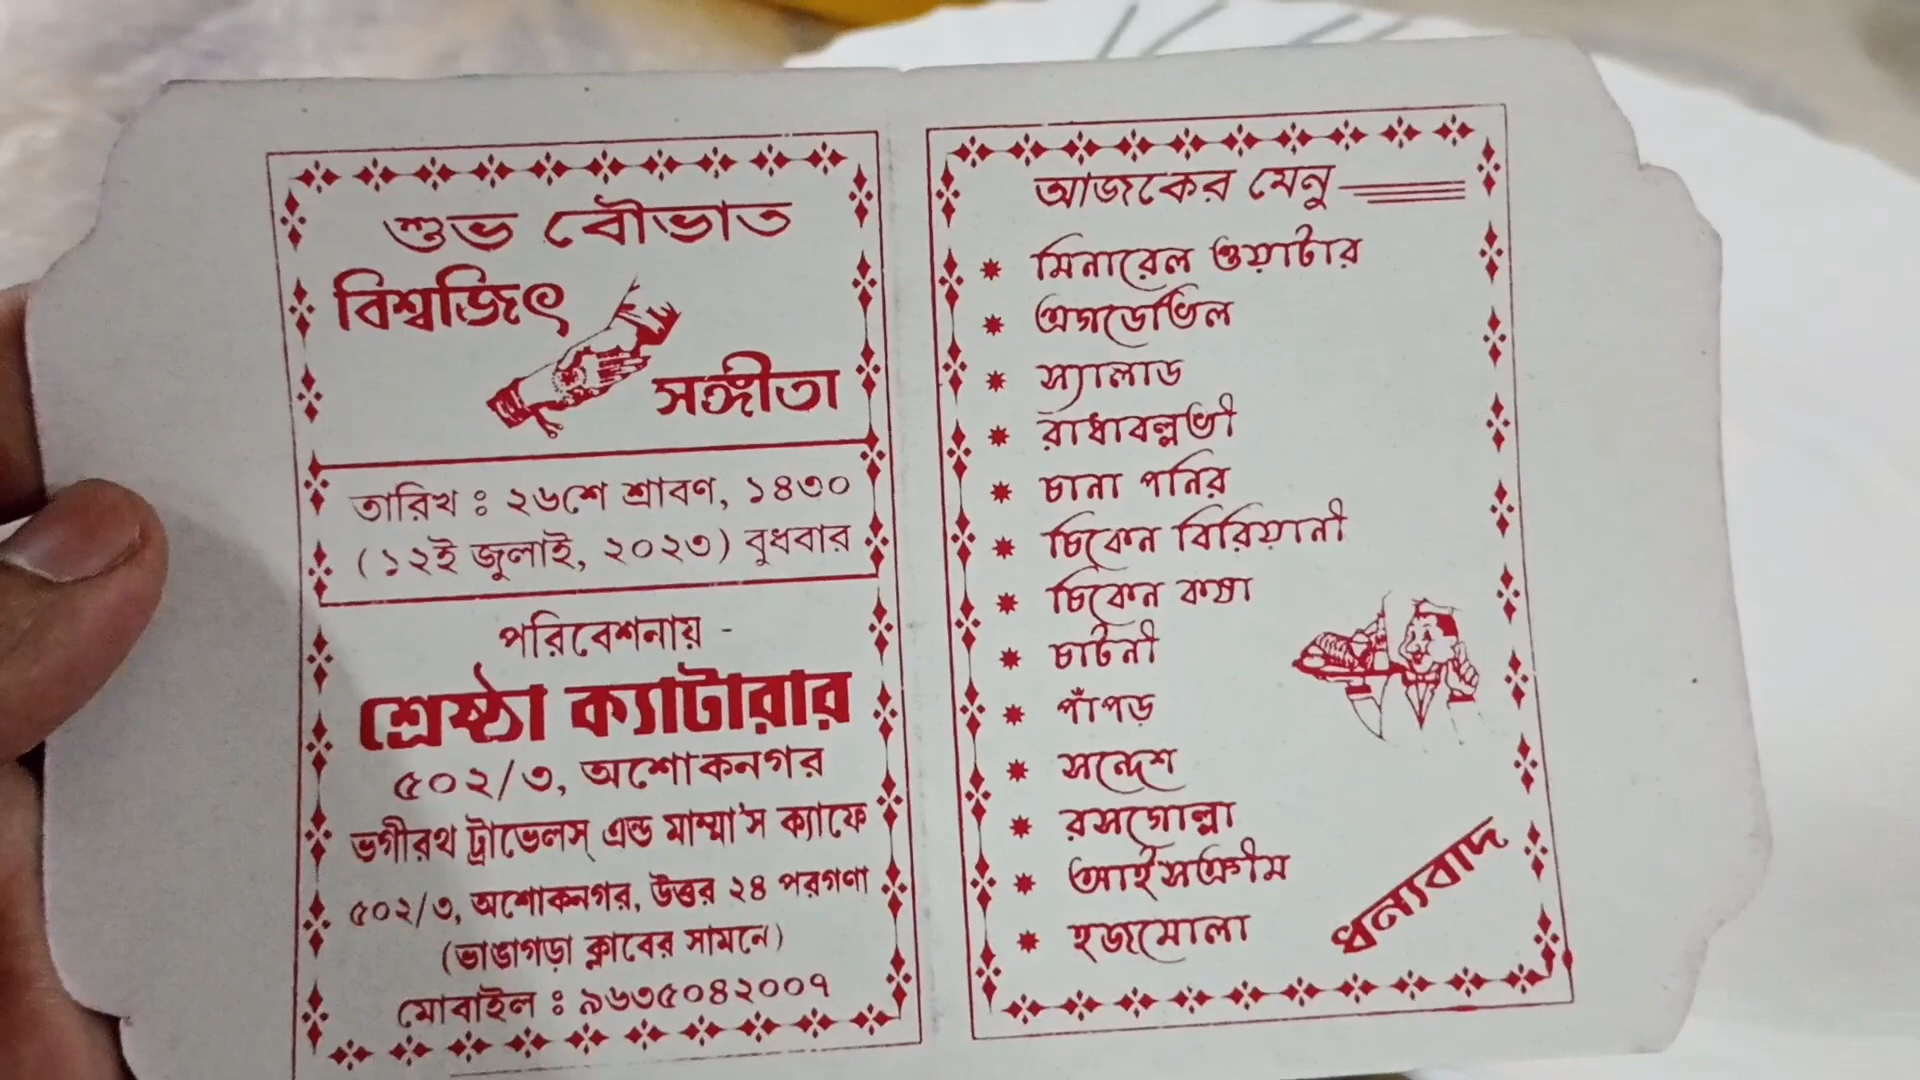 শুভ বৌভাত
বিশ্বজিৎ
সঙ্গীতা
তারিখ ঃ ২৬শে শ্রাবণ, ১৪৩০
(১২ই জুলাই, ২০২৩) বুধবার
পরিবেশনায় -
শ্রেষ্ঠা ক্যাটারার
৫০২/৩, অশোকনগর
ভগীরথ ট্রাভেলস্ এন্ড মাম্মা'স ক্যাফে
৫০২/৩, অশোকনগর, উত্তর ২৪ পরগণা
(ভাঙাগড়া ক্লাবের সামনে)
মোবাইল ঃ ৯৬৩৫০৪২০০৭
আজকের মেনু
মিনারেল ওয়াটার
এগডেভিল
স্যালাড
রাধাবল্লভী
চানা পনির
চিকেন বিরিয়ানী
চিকেন কষা
চাটনী
পাঁপড়
সন্দেশ
রসগোল্লা
আইসক্রীম
হজমোলা
ধন্যবাদ